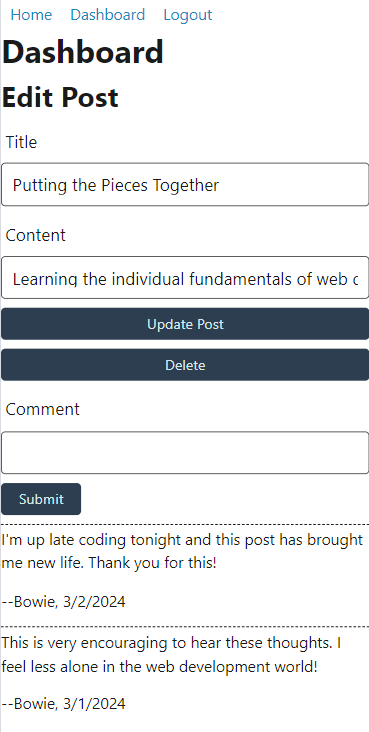 Home Dashboard Logout
Dashboard
Edit Post
Title
Putting the Pieces Together
Content
Learning the individual fundamentals of web
Update Post
Delete
Comment
Submit
I'm up late coding tonight and this post has brought
me new life. Thank you for this!
--Bowie, 3/2/2024
This is very encouraging to hear these thoughts. I
feel less alone in the web development world!
--Bowie, 3/1/2024